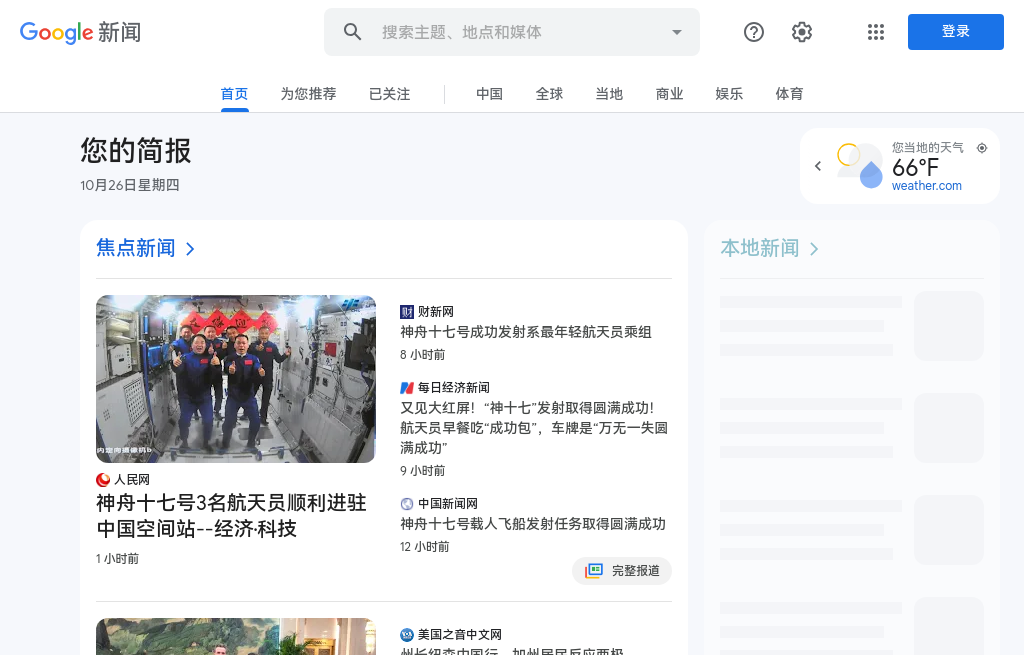 Google 新闻
搜索主题、地点和媒体
登录
首页
为您推荐
已关注
中国
全球
当地
商业
娱乐
体育
您的简报
10月26日星期四
您当地的天气
66°F
weather.com
焦点新闻
人民网
神舟十七号3名航天员顺利进驻
中国空间站--经济·科技
1 小时前
财新网
神舟十七号成功发射系最年轻航天员乘组
8 小时前
每日经济新闻
又见大红屏！“神十七”发射取得圆满成功！
航天员早餐吃“成功包”，车牌是“万无一失圆
满成功”
9 小时前
中国新闻网
神舟十七号载人飞船发射任务取得圆满成功
12 小时前
完整报道
美国之音中文网
本地新闻